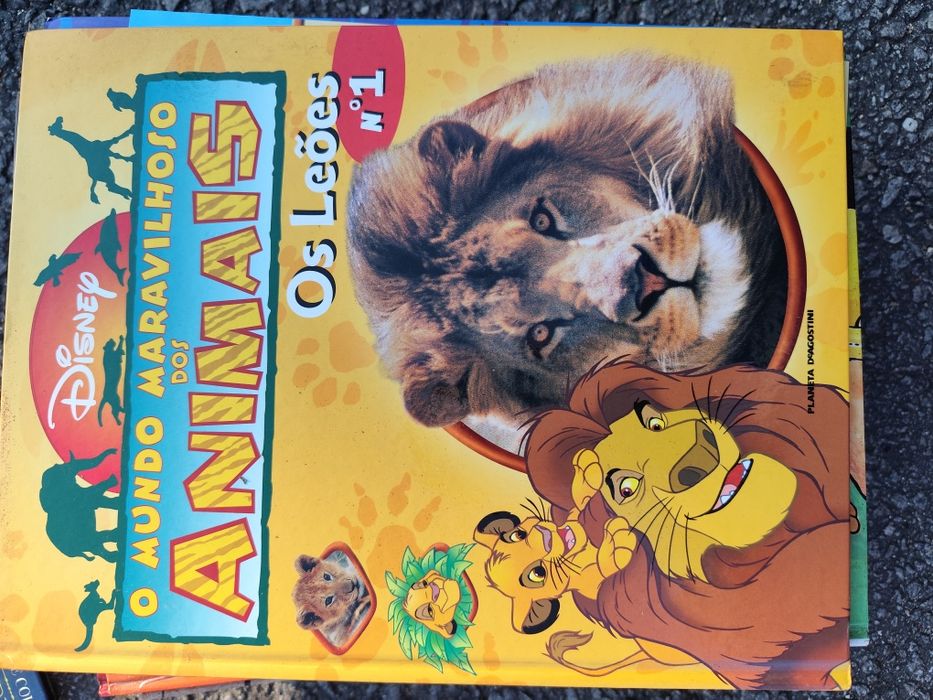 Disney
O MUNDO MARAVILHOSO
DOS
ANIMAIS
Os Leões
Nº1
PLANETA DEAGOSTINI